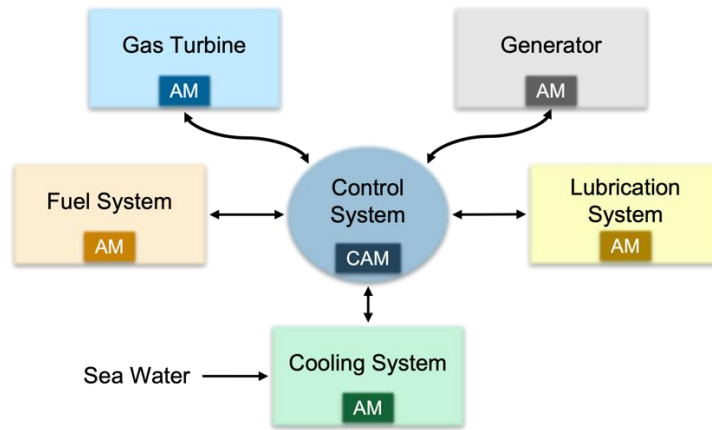 Gas Turbine
AM
Generator
AM
Fuel System
AM
Control
System
CAM
Lubrication
System
AM
Sea Water
Cooling System
AM